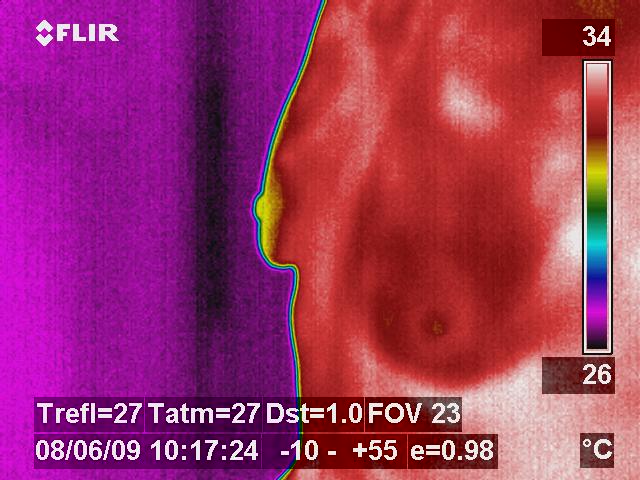 FLIR
34
26
Trefl=27 Tatm=27 Dst=1.0 FOV 23
08/06/09 10:17:24 -10 - +55 e=0.98 °C